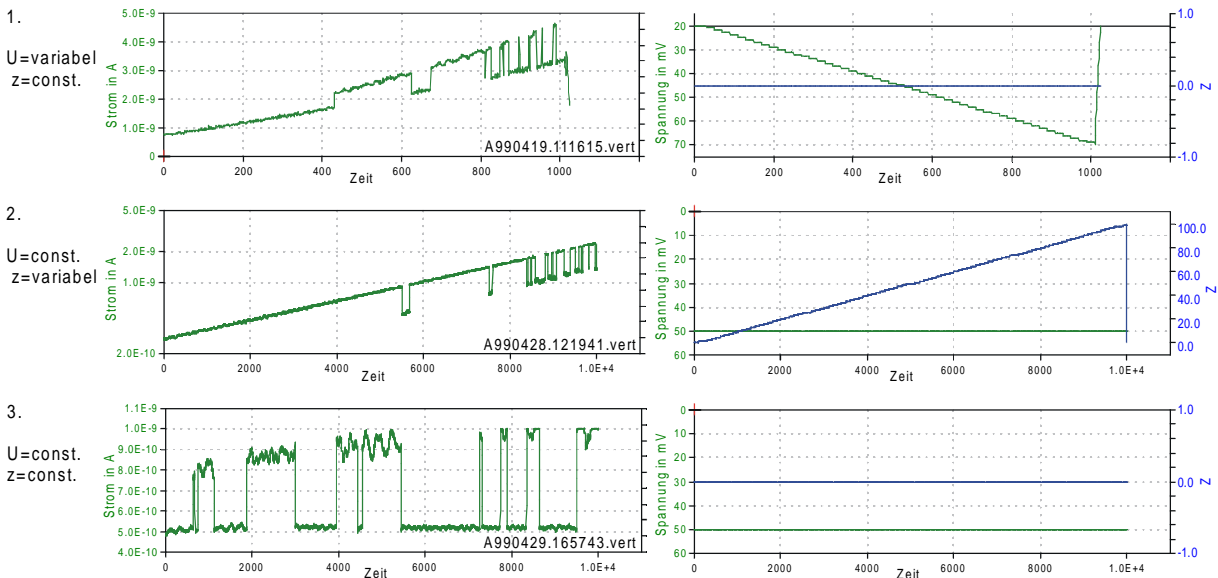 1.
U=variabel
z=const.
5.0E-9
4.0E-9
3.0E-9
2.0E-9
1.0E-9
0
Strom in A
A990419.111615.vert
0 200 400 600 800 1000
Zeit
20
30
40
50
60
70
Spannung in mV
1.0
0.0
-1.0
Z
0 200 400 600 800 1000
Zeit
2.
U=const.
z=variabel
5.0E-9
2.0E-9
1.0E-9
2.0E-10
Strom in A
A990428.121941.vert
0 2000 4000 6000 8000 1.0E+4
Zeit
0
10
20
30
40
50
60
Spannung in mV
100.0
80.0
60.0
40.0
20.0
0.0
Z
0 2000 4000 6000 8000 1.0E+4
Zeit
3.
U=const.
z=const.
1.1E-9
1.0E-9
9.0E-10
8.0E-10
7.0E-10
6.0E-10
5.0E-10
4.0E-10
Strom in A
A990429.165743.vert
0 2000 4000 6000 8000 1.0E+4
Zeit
0
10
20
30
40
50
60
Spannung in mV
1.0
0.0
-1.0
Z
0 2000 4000 6000 8000 1.0E+4
Zeit